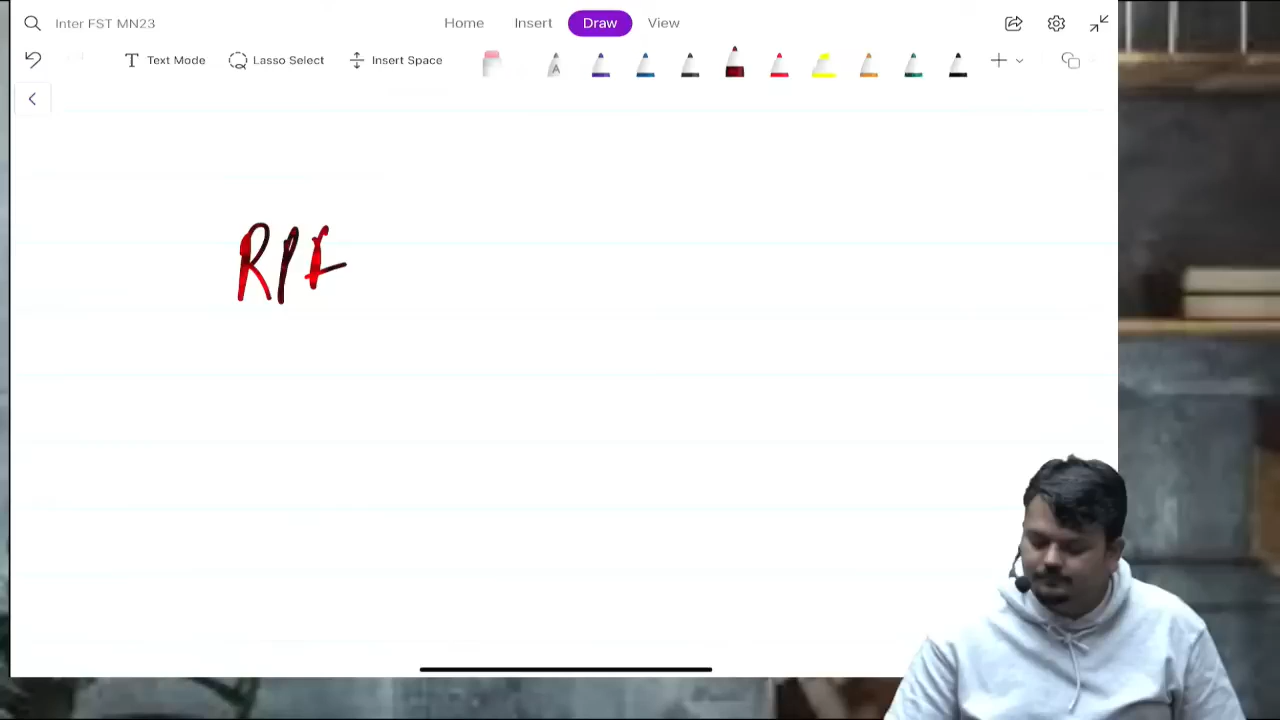 Inter FST MN23
Home Insert Draw View
Text Mode Lasso Select Insert Space
A
RPF